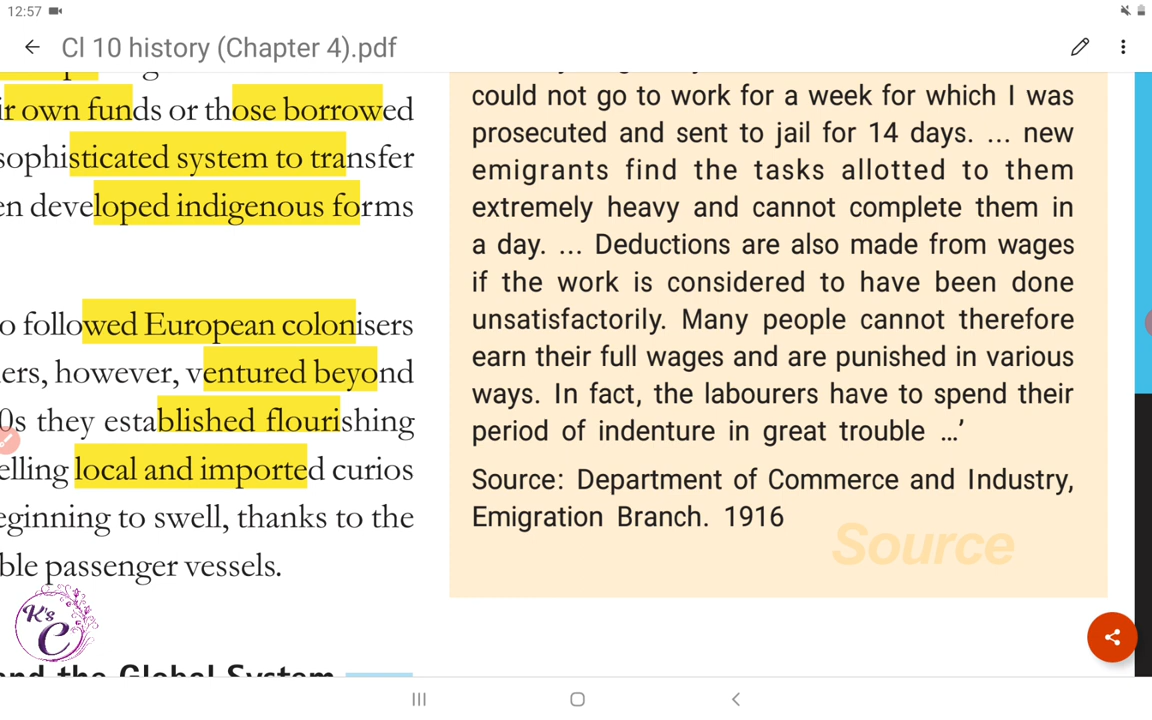 12:57
Cl 10 history (Chapter 4).pdf
ir own funds or those borrowed
sophisticated system to transfer
en developed indigenous forms
o followed European colonisers
ers, however, ventured beyond
0s they established flourishing
elling local and imported curios
eginning to swell, thanks to the
ble passenger vessels.
K's
C
and the Global System
could not go to work for a week for which I was
prosecuted and sent to jail for 14 days. ... new
emigrants find the tasks allotted to them
extremely heavy and cannot complete them in
a day. ... Deductions are also made from wages
if the work is considered to have been done
unsatisfactorily. Many people cannot therefore
earn their full wages and are punished in various
ways. In fact, the labourers have to spend their
period of indenture in great trouble ...’
Source: Department of Commerce and Industry,
Emigration Branch. 1916
Source